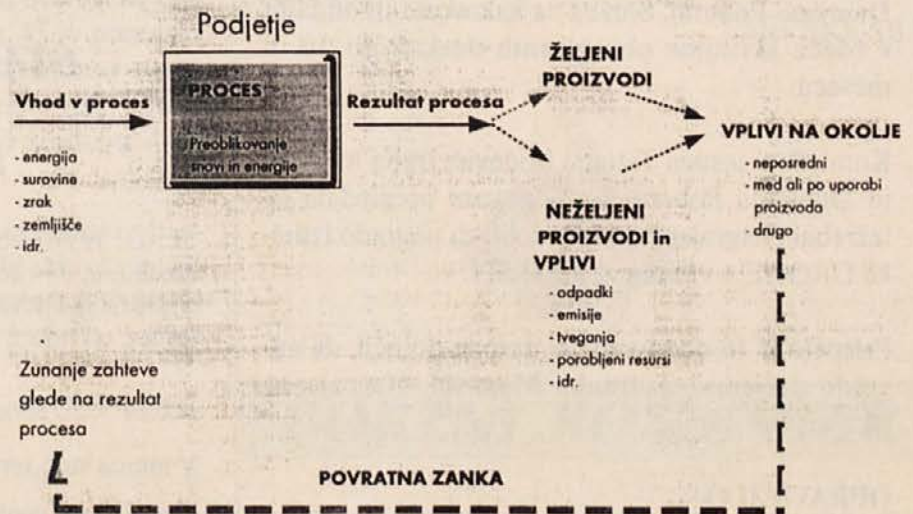 Podjetje
Vhod v proces
- energija
- surovine
- zrak
- zemljišče
- idr.
PROCES
Preoblikovanje
snovi in energije
Rezultat procesa
ŽELJENI
PROIZVODI
NEŽELJENI
PROIZVODI in
VPLIVI
- odpadki
- emisije
- tveganja
- porabljeni resursi
- idr.
VPLIVI NA OKOLJE
- neposredni
- med ali po uporabi
proizvoda
- drugo
Zunanje zahteve
glede na rezultat
procesa
POVRATNA ZANKA